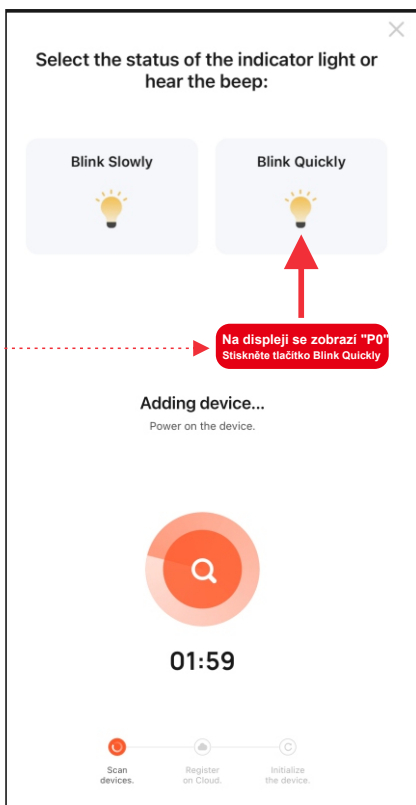 Select the status of the indicator light or
hear the beep:
Blink Slowly
Blink Quickly
Na displeji se zobrazí "P0"
Stiskněte tlačítko Blink Quickly
Adding device...
Power on the device.
01:59
Scan
devices.
Register
on Cloud.
C
Initialize
the device.